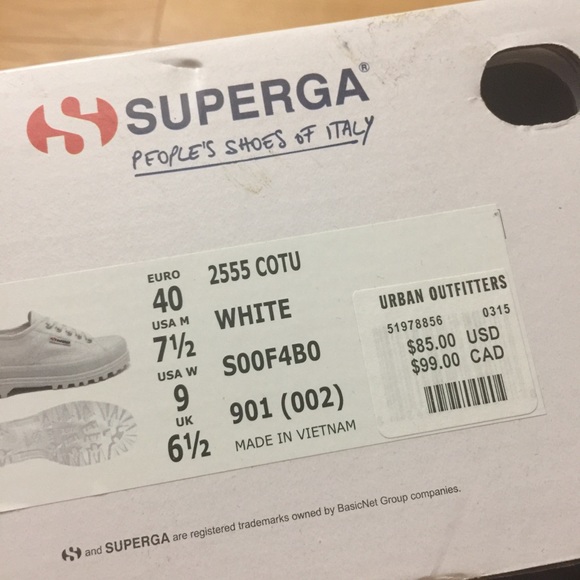 SUPERGA®
PEOPLE'S SHOES OF ITALY
EURO
40
USA M
7½
USA W
9
UK
6½
2555 COTU
WHITE
S00F4B0
901 (002)
MADE IN VIETNAM
URBAN OUTFITTERS
51978856 0315
$85.00 USD
$99.00 CAD
and SUPERGA are registered trademarks owned by BasicNet Group companies.